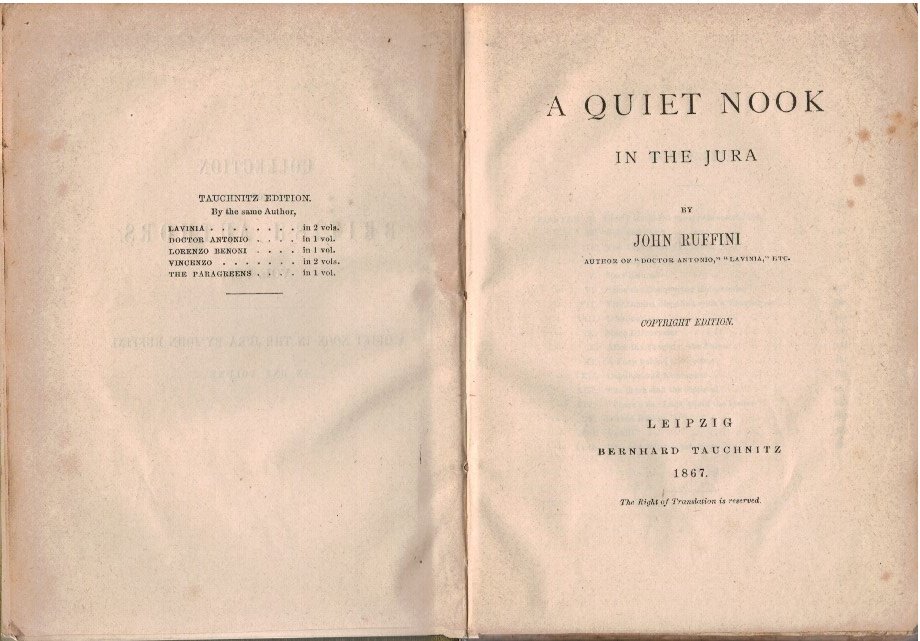 TAUCHNITZ EDITION.
By the same Author,
LAVINIA . . . . . . . . in 2 vols.
DOCTOR ANTONIO . . . . in 1 vol.
LORENZO BENONI . . . . in 1 vol.
VINCENZO . . . . . . . in 2 vols.
THE PARAGREENS . . . . in 1 vol.
A QUIET NOOK
IN THE JURA
BY
JOHN RUFFINI
AUTHOR OF "DOCTOR ANTONIO," "LAVINIA," ETC.
COPYRIGHT EDITION.
LEIPZIG
BERNHARD TAUCHNITZ
1867.
The Right of Translation is reserved.